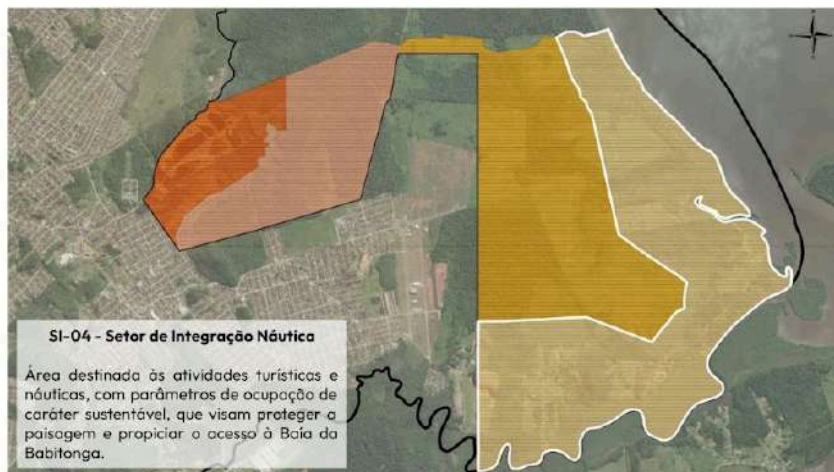 SI-04 - Setor de Integração Náutica
Área destinada às atividades turísticas e
náuticas, com parâmetros de ocupação de
caráter sustentável, que visam proteger a
paisagem e propiciar o acesso à Baía da
Babitonga.